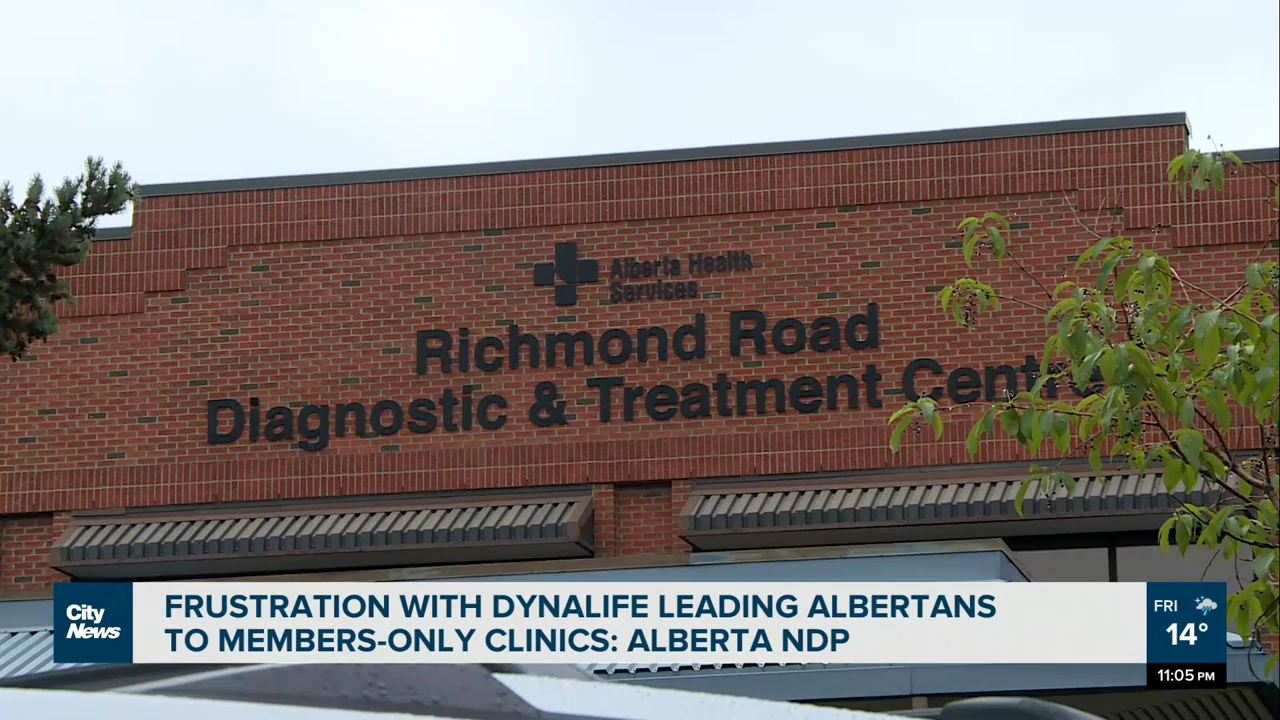 Alberta Health
Services
Richmond Road
Diagnostic & Treatment Centre
City
News
FRUSTRATION WITH DYNALIFE LEADING ALBERTANS
TO MEMBERS-ONLY CLINICS: ALBERTA NDP
FRI
14°
11:05 PM